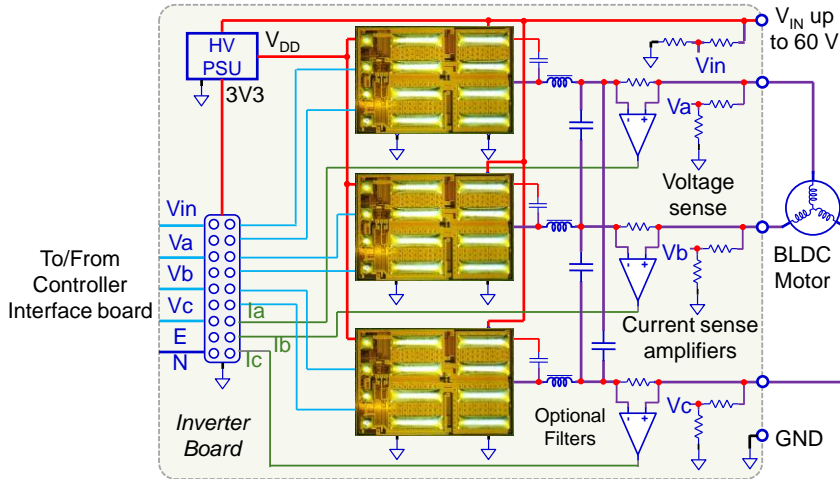 HV
PSU
V_DD
3V3
V_IN up
to 60 V
Vin
Va
Voltage
sense
Vin
Va
Vb
Vc
E
N
To/From
Controller
Interface board
Ia
Ib
Ic
Vb
BLDC
Motor
Current sense
amplifiers
Inverter
Board
Optional
Filters
Vc
GND
- +
- +
- +